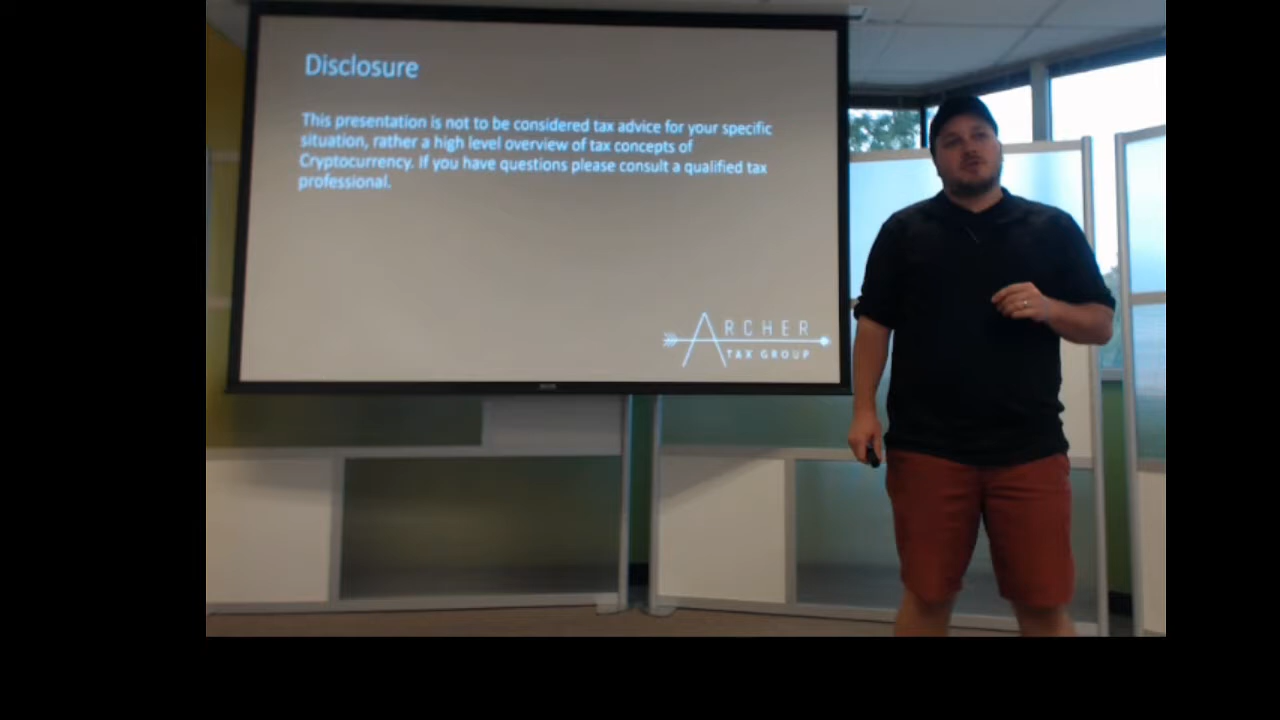 Disclosure
This presentation is not to be considered tax advice for your specific
situation, rather a high level overview of tax concepts of
Cryptocurrency. If you have questions please consult a qualified tax
professional.
ARCHER
TAX GROUP